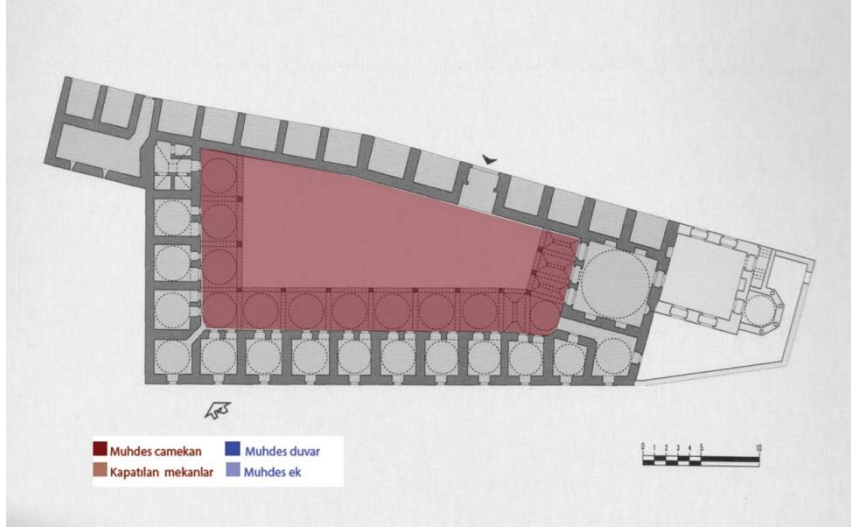 Muhdes camekan
Muhdes duvar
Kapatılan mekanlar
Muhdes ek
0 1 2 3 4 5 10